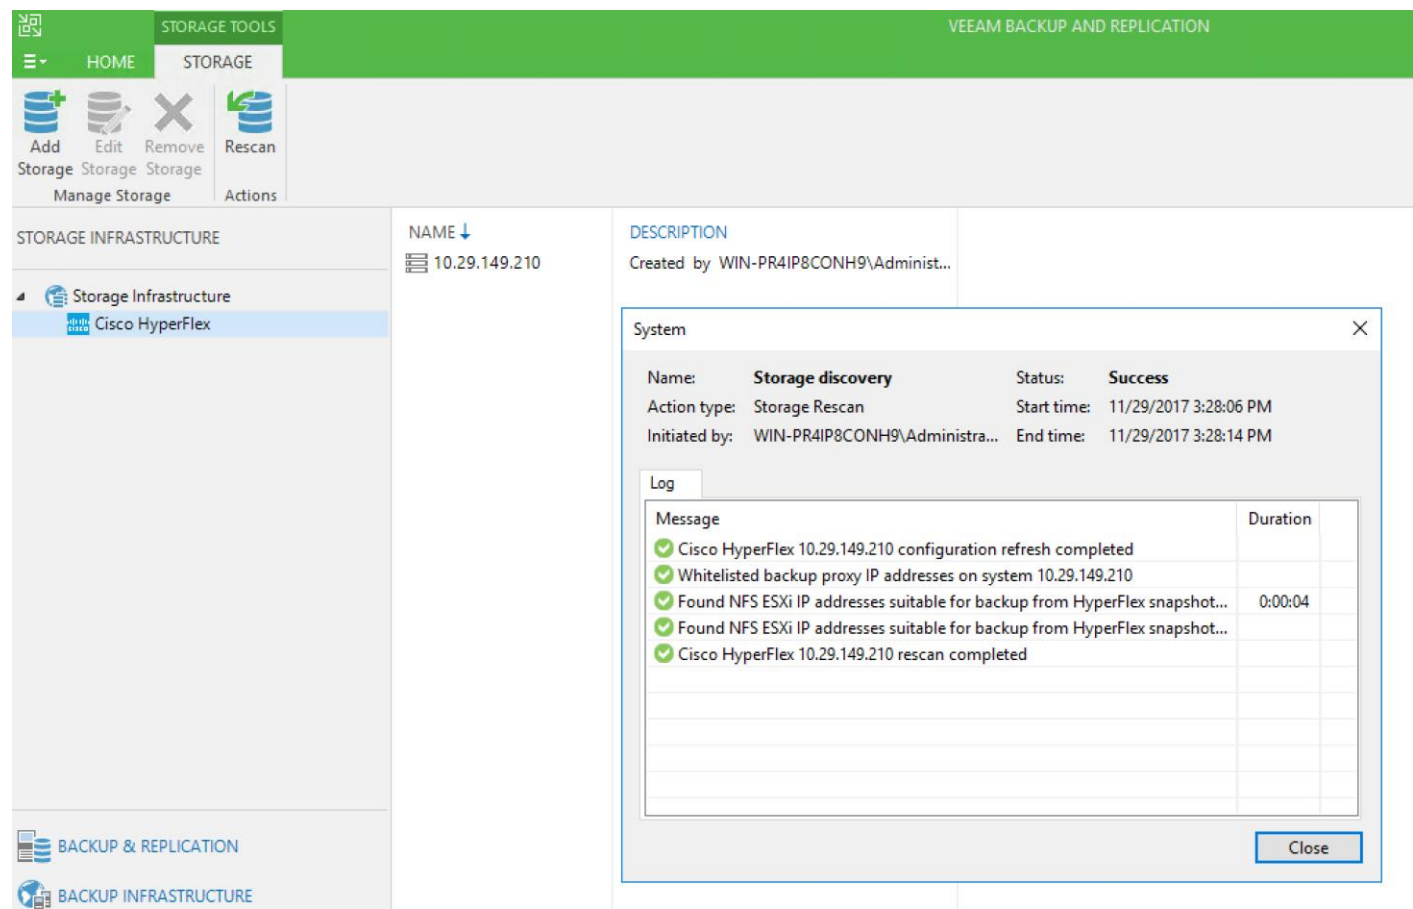 STORAGE TOOLS
VEEAM BACKUP AND REPLICATION
HOME
STORAGE
Add Storage
Edit Storage
Remove Storage
Rescan
Manage Storage
Actions
STORAGE INFRASTRUCTURE
Storage Infrastructure
Cisco HyperFlex
NAME
DESCRIPTION
10.29.149.210
Created by WIN-PR4IP8CONH9\Administ...
System
Name: Storage discovery
Status: Success
Action type: Storage Rescan
Start time: 11/29/2017 3:28:06 PM
Initiated by: WIN-PR4IP8CONH9\Administra...
End time: 11/29/2017 3:28:14 PM
Log
Message
Duration
Cisco HyperFlex 10.29.149.210 configuration refresh completed
Whitelisted backup proxy IP addresses on system 10.29.149.210
Found NFS ESXi IP addresses suitable for backup from HyperFlex snapshot...
0:00:04
Found NFS ESXi IP addresses suitable for backup from HyperFlex snapshot...
Cisco HyperFlex 10.29.149.210 rescan completed
Close
BACKUP & REPLICATION
BACKUP INFRASTRUCTURE